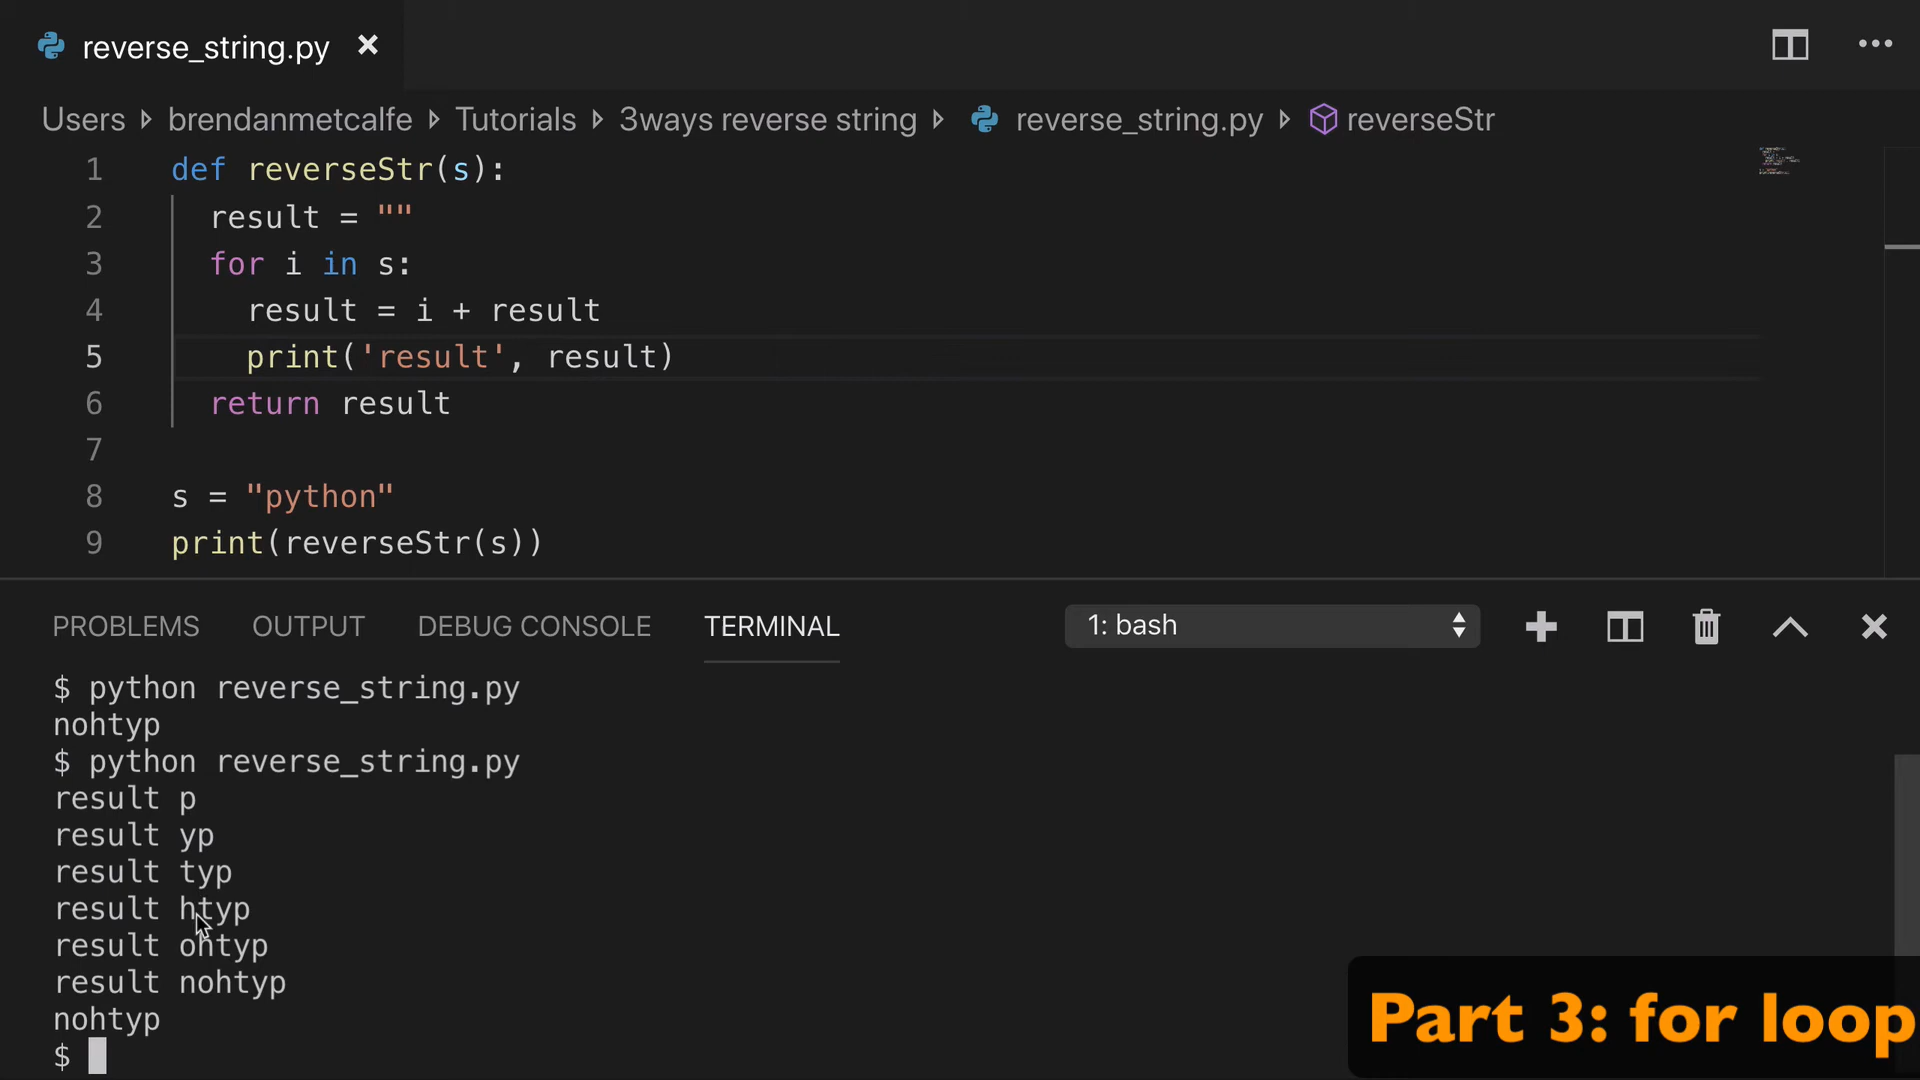 reverse_string.py
Users brendanmetcalfe Tutorials 3ways reverse string reverse_string.py reverseStr
1 def reverseStr(s):
2 result = ""
3 for i in s:
4 result = i + result
5 print('result', result)
6 return result
7
8 s = "python"
9 print(reverseStr(s))
PROBLEMS OUTPUT DEBUG CONSOLE TERMINAL 1: bash
$ python reverse_string.py
nohtyp
$ python reverse_string.py
result p
result yp
result typ
result htyp
result ohtyp
result nohtyp
nohtyp
$
Part 3: for loop